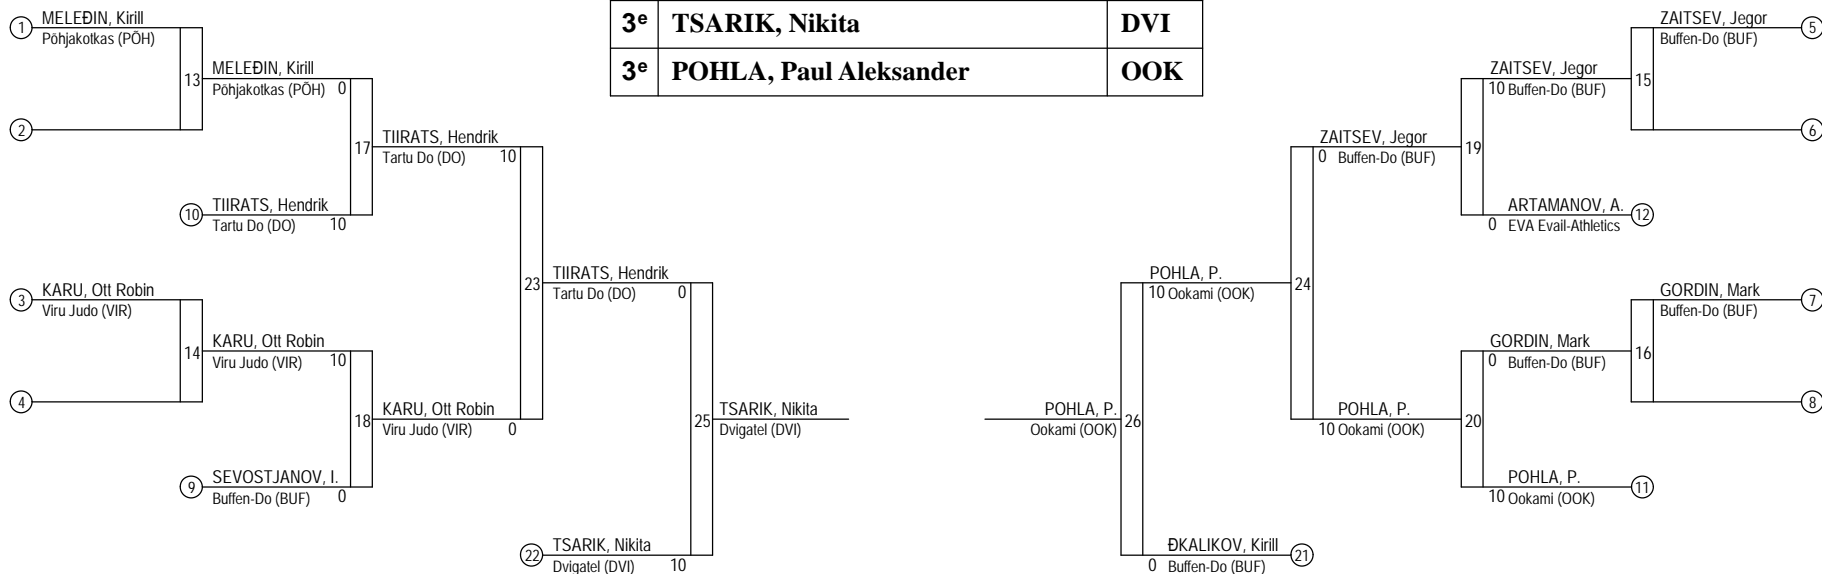 3e TSARIK, Nikita DVI
3e POHLA, Paul Aleksander OOK
1 MELEĐIN, Kirill
Põhjakotkas (PÕH)
2
13 MELEĐIN, Kirill
Põhjakotkas (PÕH) 0
10 TIIRATS, Hendrik
Tartu Do (DO) 10
17 TIIRATS, Hendrik
Tartu Do (DO) 10
3 KARU, Ott Robin
Viru Judo (VIR)
4
14 KARU, Ott Robin
Viru Judo (VIR) 10
9 SEVOSTJANOV, I.
Buffen-Do (BUF) 0
18 KARU, Ott Robin
Viru Judo (VIR) 0
23 TIIRATS, Hendrik
Tartu Do (DO) 0
22 TSARIK, Nikita
Dvigatel (DVI) 10
25 TSARIK, Nikita
Dvigatel (DVI)
ZAITSEV, Jegor 5
Buffen-Do (BUF)
6
ZAITSEV, Jegor 15
10 Buffen-Do (BUF)
ARTAMANOV, A. 12
0 EVA Evail-Athletics
ZAITSEV, Jegor 19
0 Buffen-Do (BUF)
GORDIN, Mark 7
Buffen-Do (BUF)
8
GORDIN, Mark 16
0 Buffen-Do (BUF)
POHLA, P. 11
10 Ookami (OOK)
POHLA, P. 20
10 Ookami (OOK)
POHLA, P. 24
10 Ookami (OOK)
ĐKALIKOV, Kirill 21
0 Buffen-Do (BUF)
POHLA, P. 26
Ookami (OOK)